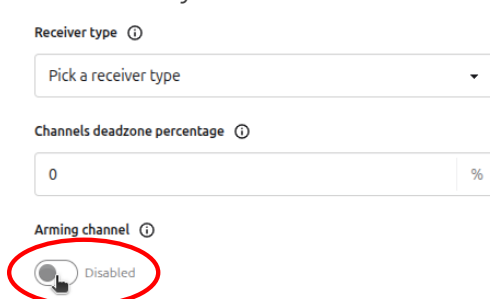 Receiver type
Pick a receiver type
Channels deadzone percentage
0 %
Arming channel
Disabled